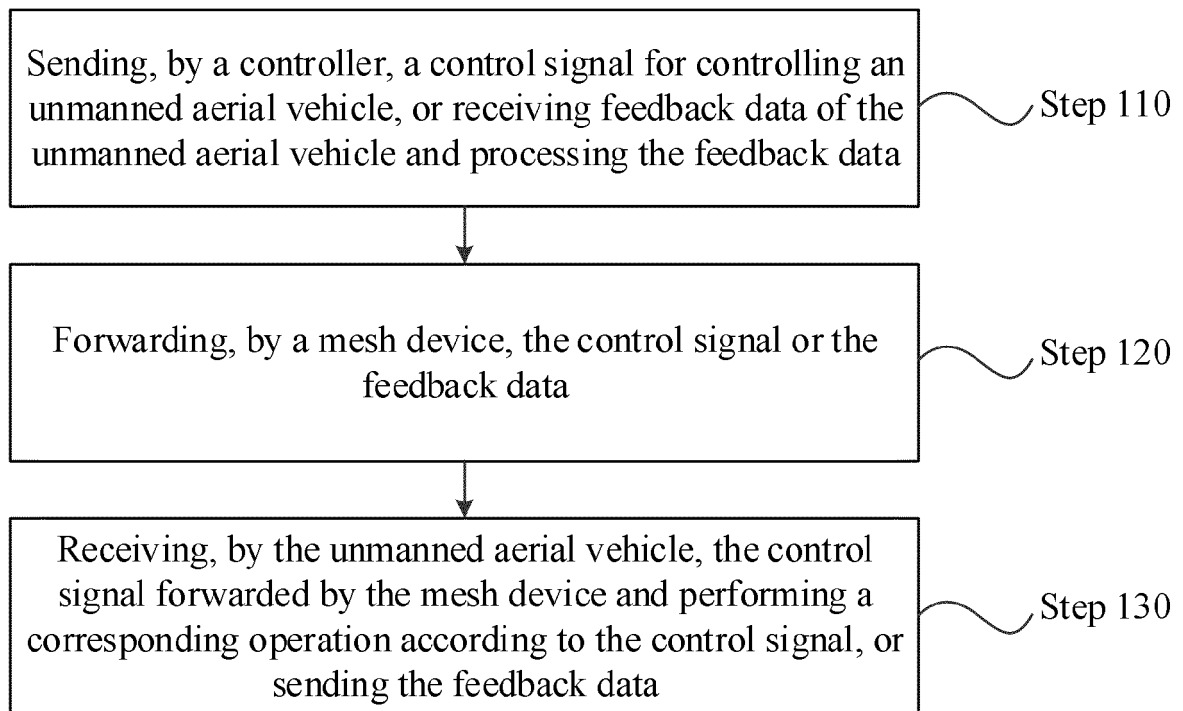 Sending, by a controller, a control signal for controlling an
unmanned aerial vehicle, or receiving feedback data of the
unmanned aerial vehicle and processing the feedback data
Step 110
Forwarding, by a mesh device, the control signal or the
feedback data
Step 120
Receiving, by the unmanned aerial vehicle, the control
signal forwarded by the mesh device and performing a
corresponding operation according to the control signal, or
sending the feedback data
Step 130